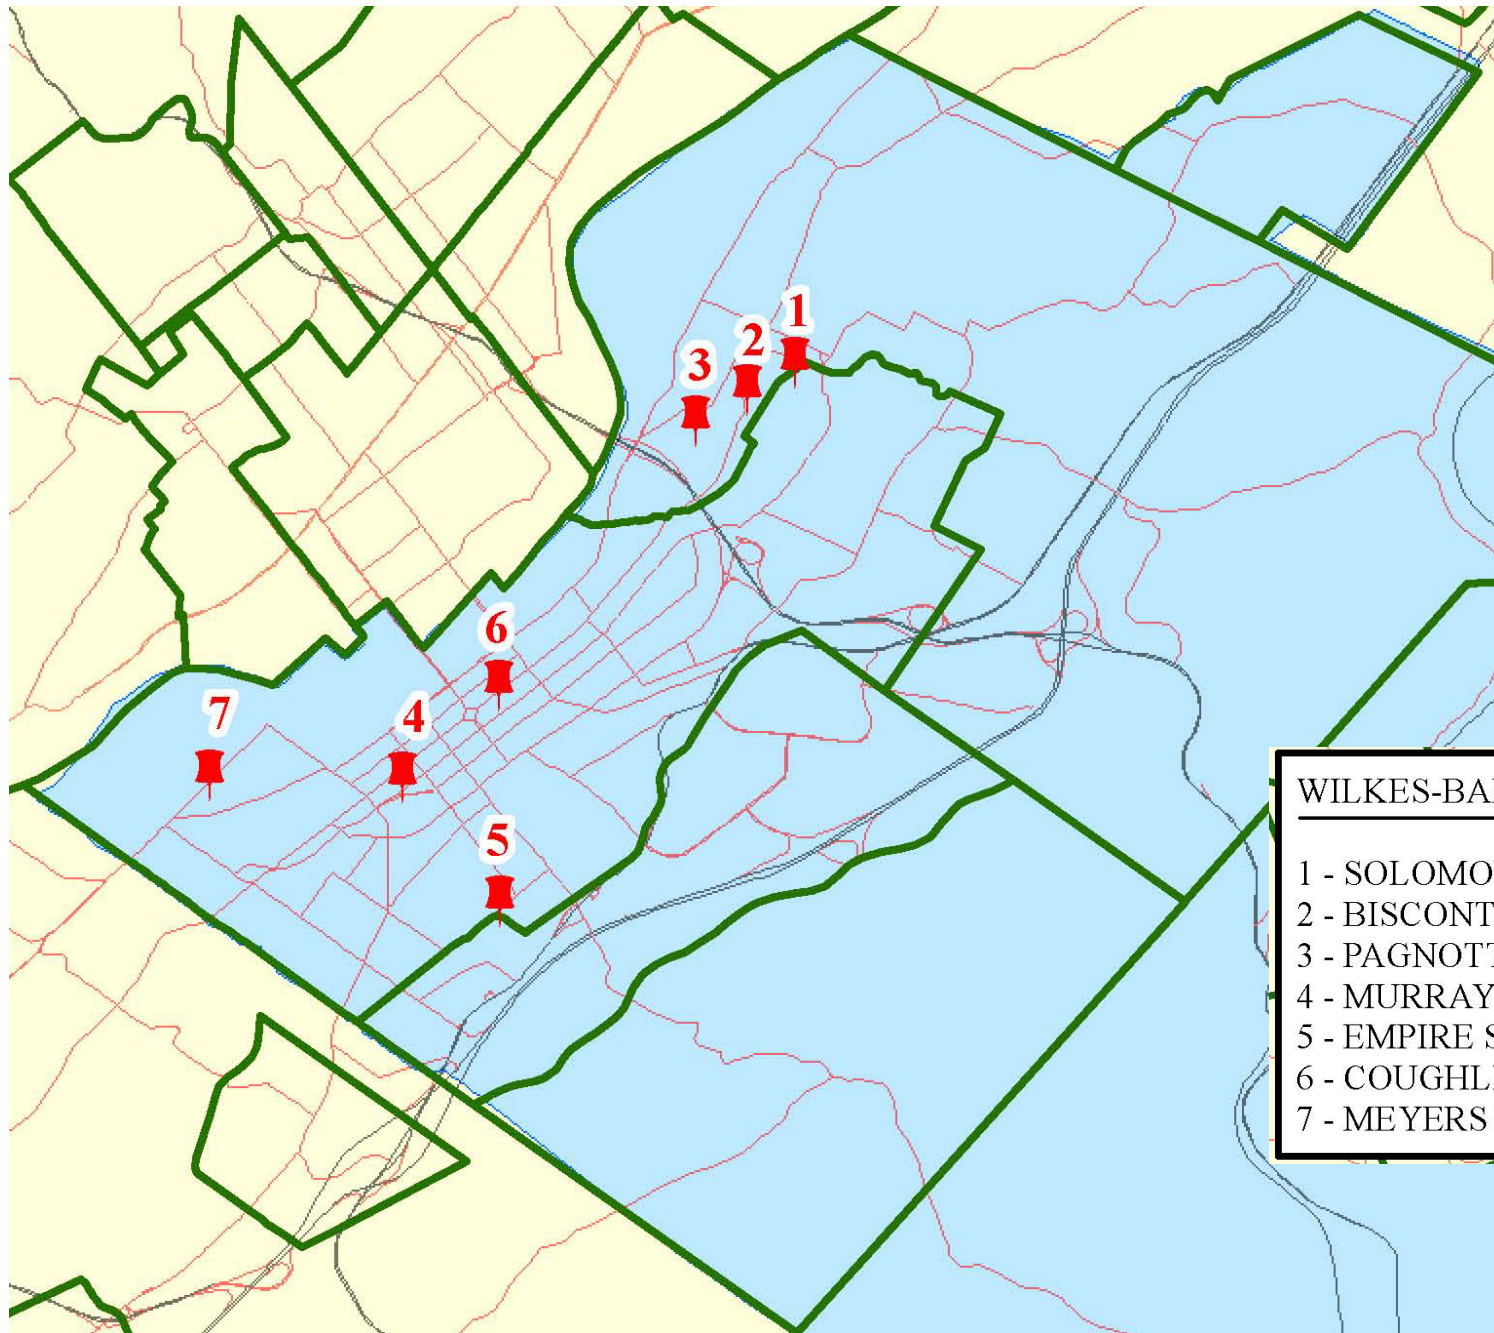 1
2
3
6
7
4
5
WILKES-BA
1 - SOLOMO
2 - BISCONT
3 - PAGNOT
4 - MURRAY
5 - EMPIRE S
6 - COUGHL
7 - MEYERS